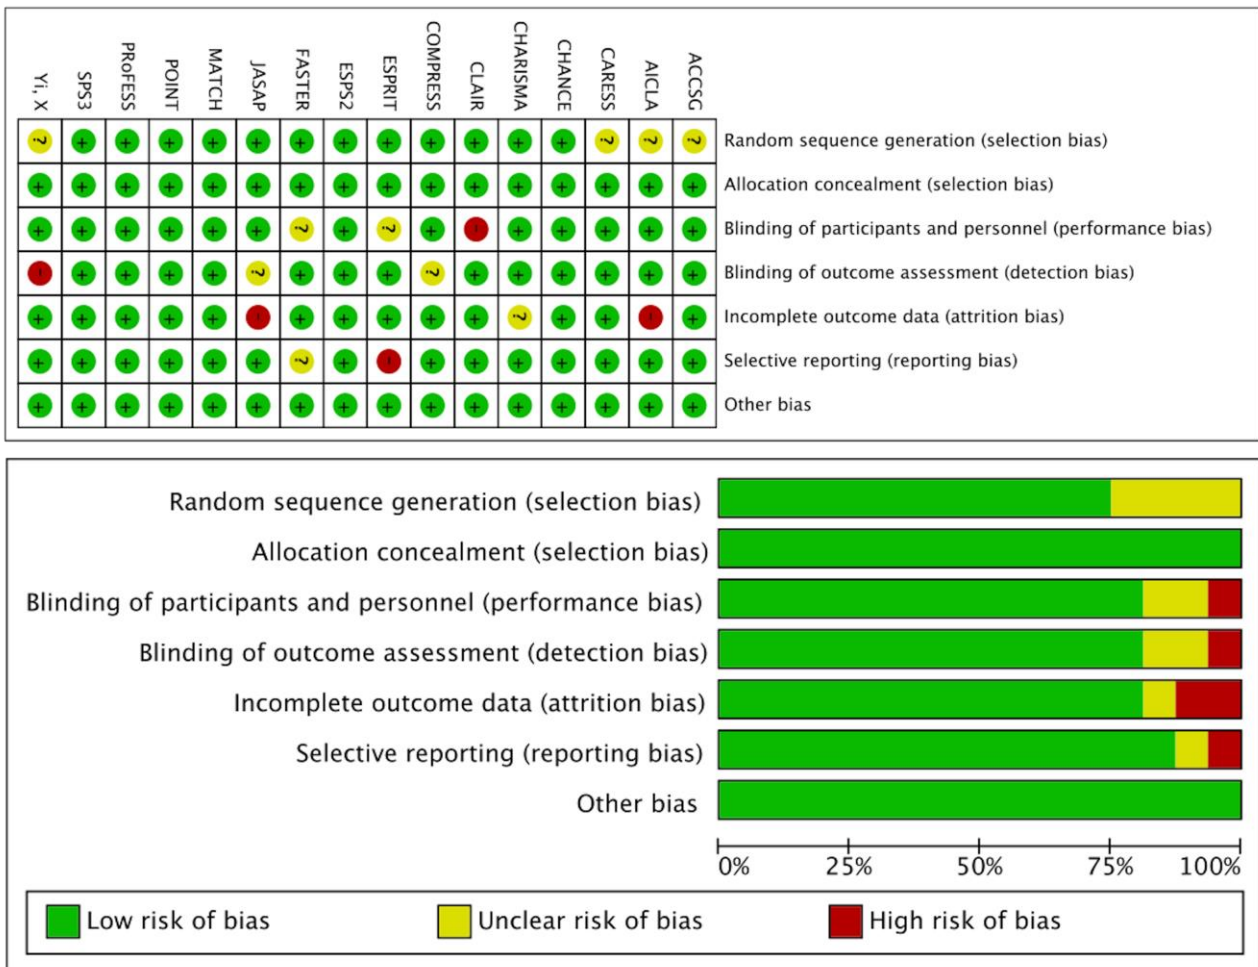 Yi, X
SPS3
PRoFESS
POINT
MATCH
JASAP
FASTER
ESPS2
ESPRIT
COMPRESS
CLAIR
CHARISMA
CHANCE
CARESS
AICLA
ACCSG
? + + + + + + + + + + + + ? ? ? Random sequence generation (selection bias)
+ + + + + + + + + + + + + + + + Allocation concealment (selection bias)
+ + + + + + ? + ? + - + + + + + Blinding of participants and personnel (performance bias)
- + + + + ? + + + ? + + + + + + Blinding of outcome assessment (detection bias)
+ + + + + - + + + + + ? + + - + Incomplete outcome data (attrition bias)
+ + + + + + ? + - + + + + + + + Selective reporting (reporting bias)
+ + + + + + + + + + + + + + + + Other bias
Random sequence generation (selection bias)
Allocation concealment (selection bias)
Blinding of participants and personnel (performance bias)
Blinding of outcome assessment (detection bias)
Incomplete outcome data (attrition bias)
Selective reporting (reporting bias)
Other bias
0% 25% 50% 75% 100%
Low risk of bias Unclear risk of bias High risk of bias